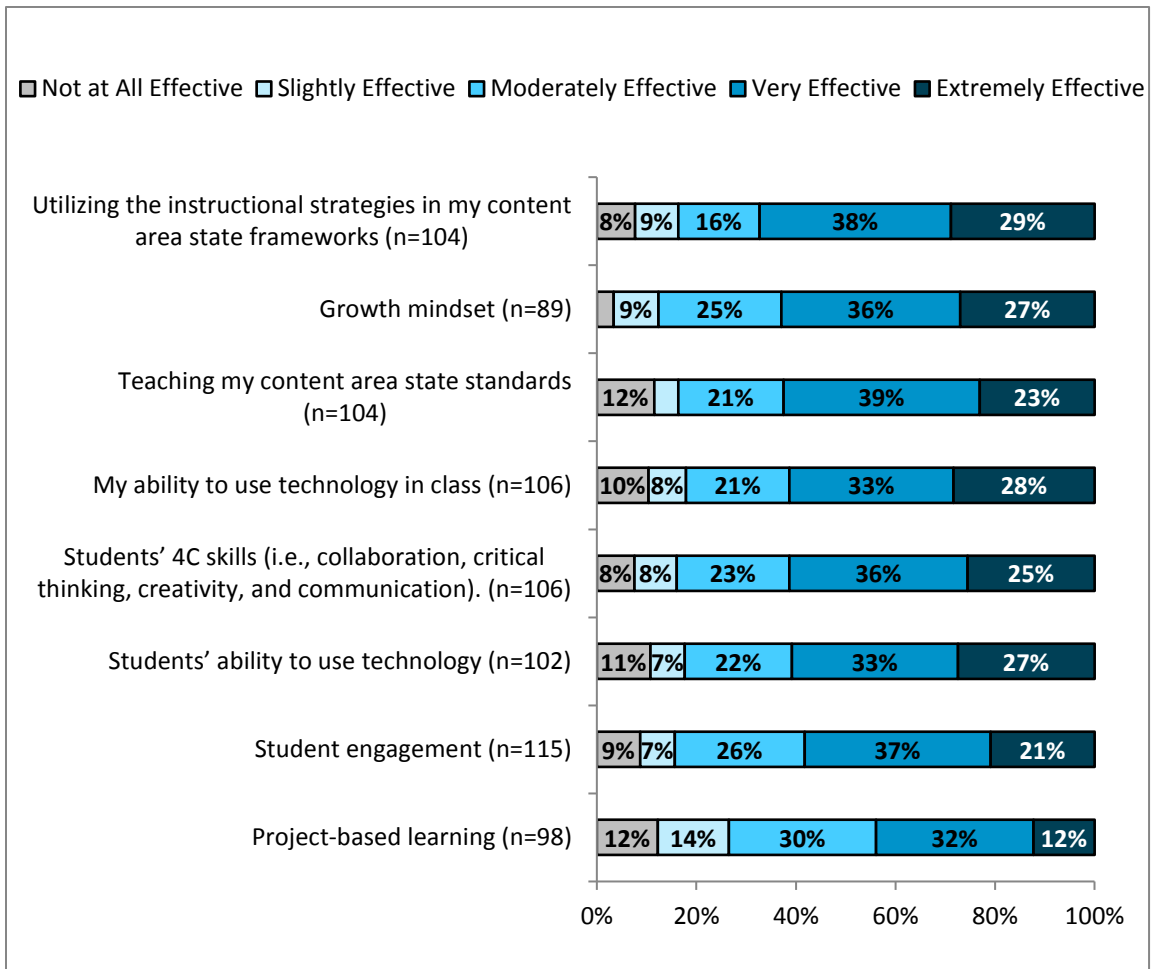 Not at All Effective Slightly Effective Moderately Effective Very Effective Extremely Effective
Utilizing the instructional strategies in my content
area state frameworks (n=104)
8% 9% 16% 38% 29%
Growth mindset (n=89)
9% 25% 36% 27%
Teaching my content area state standards
(n=104)
12% 21% 39% 23%
My ability to use technology in class (n=106)
10% 8% 21% 33% 28%
Students’ 4C skills (i.e., collaboration, critical
thinking, creativity, and communication). (n=106)
8% 8% 23% 36% 25%
Students’ ability to use technology (n=102)
11% 7% 22% 33% 27%
Student engagement (n=115)
9% 7% 26% 37% 21%
Project-based learning (n=98)
12% 14% 30% 32% 12%
0% 20% 40% 60% 80% 100%